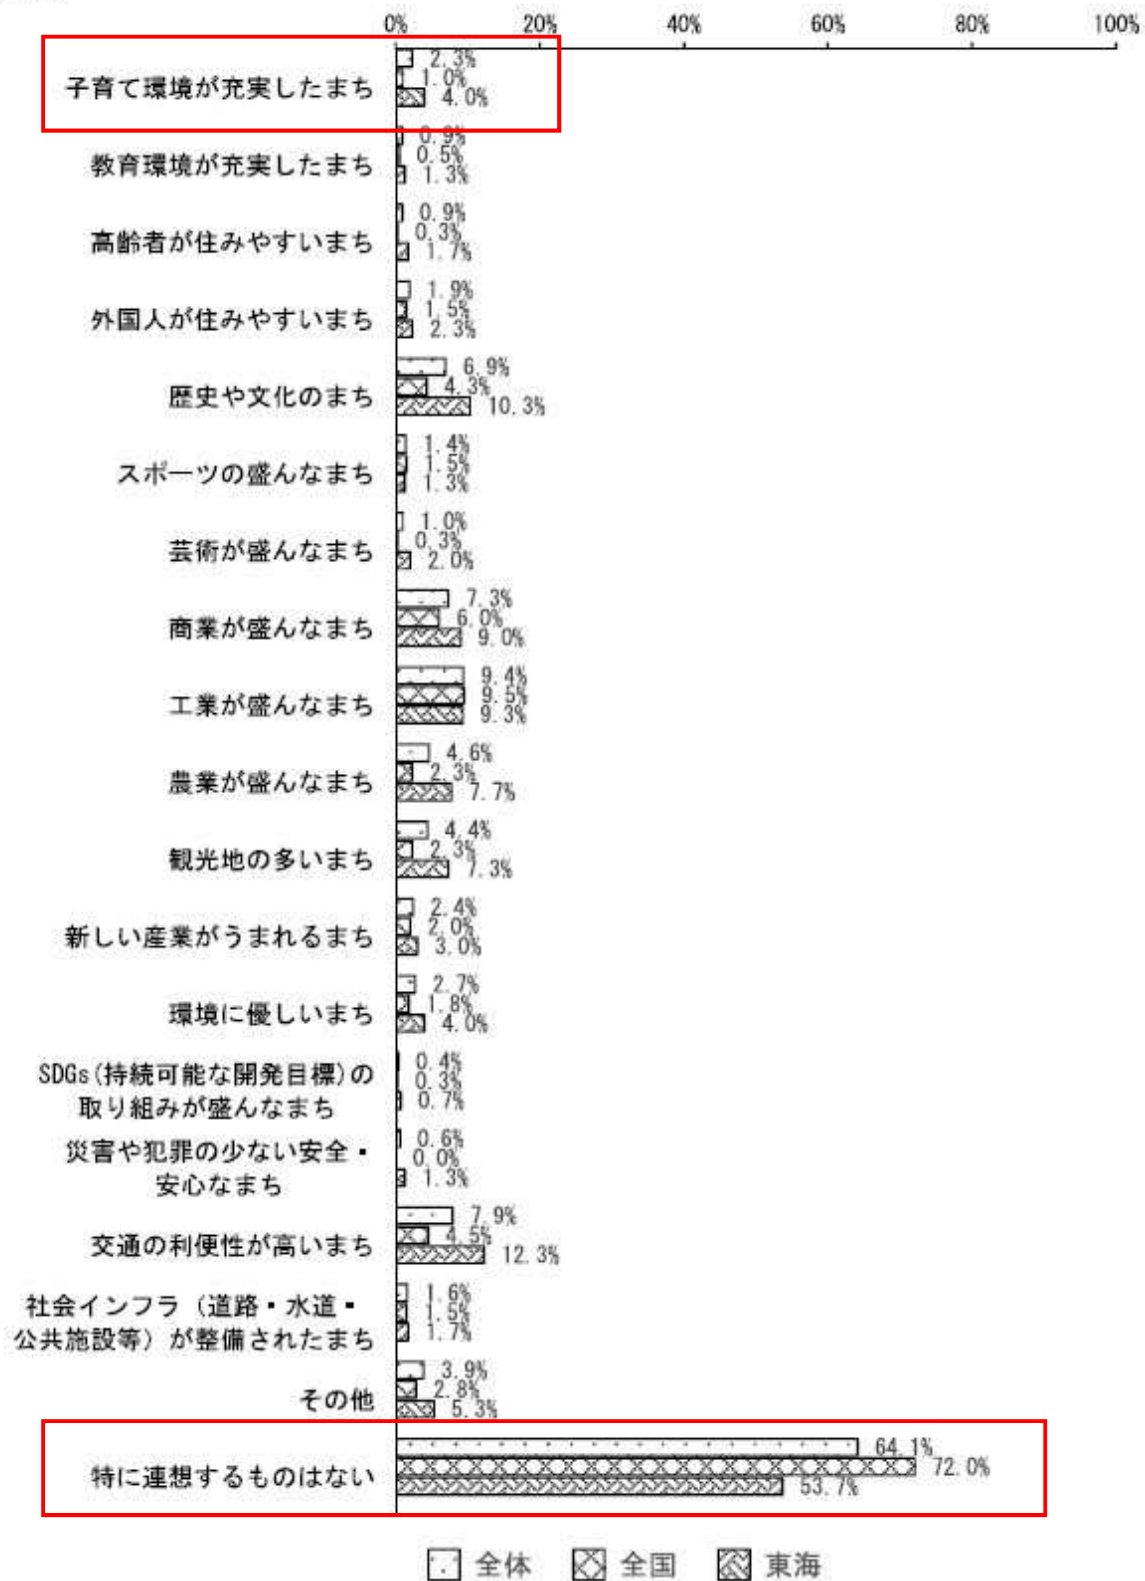 0% 20% 40% 60% 80% 100%
子育て環境が充実したまち
2.3%
1.0%
4.0%
教育環境が充実したまち
0.9%
0.5%
1.3%
高齢者が住みやすいまち
0.9%
0.3%
1.7%
外国人が住みやすいまち
1.9%
1.5%
2.3%
歴史や文化のまち
6.9%
4.3%
10.3%
スポーツの盛んなまち
1.4%
1.5%
1.3%
芸術が盛んなまち
1.0%
0.3%
2.0%
商業が盛んなまち
7.3%
6.0%
9.0%
工業が盛んなまち
9.4%
9.5%
9.3%
農業が盛んなまち
4.6%
2.3%
7.7%
観光地の多いまち
4.4%
2.3%
7.3%
新しい産業がうまれるまち
2.4%
2.0%
3.0%
環境に優しいまち
2.7%
1.8%
4.0%
SDGs(持続可能な開発目標)の
取り組みが盛んなまち
0.4%
0.3%
0.7%
災害や犯罪の少ない安全・
安心なまち
0.6%
0.0%
1.3%
交通の利便性が高いまち
7.9%
4.5%
12.3%
社会インフラ（道路・水道・
公共施設等）が整備されたまち
1.6%
1.5%
1.7%
その他
3.9%
2.8%
5.3%
特に連想するものはない
64.1%
72.0%
53.7%
全体 全国 東海